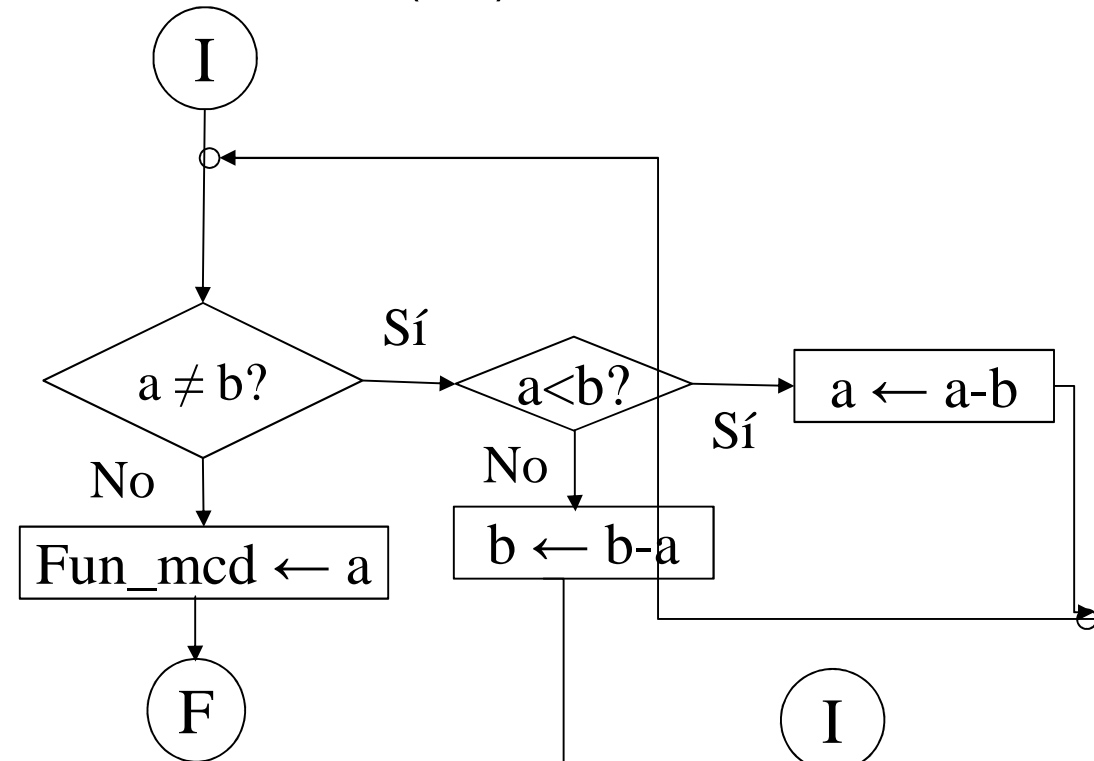 I
a ≠ b?
Sí
a<b?
Sí
a ← a-b
No
Fun_mcd ← a
No
b ← b-a
F
I